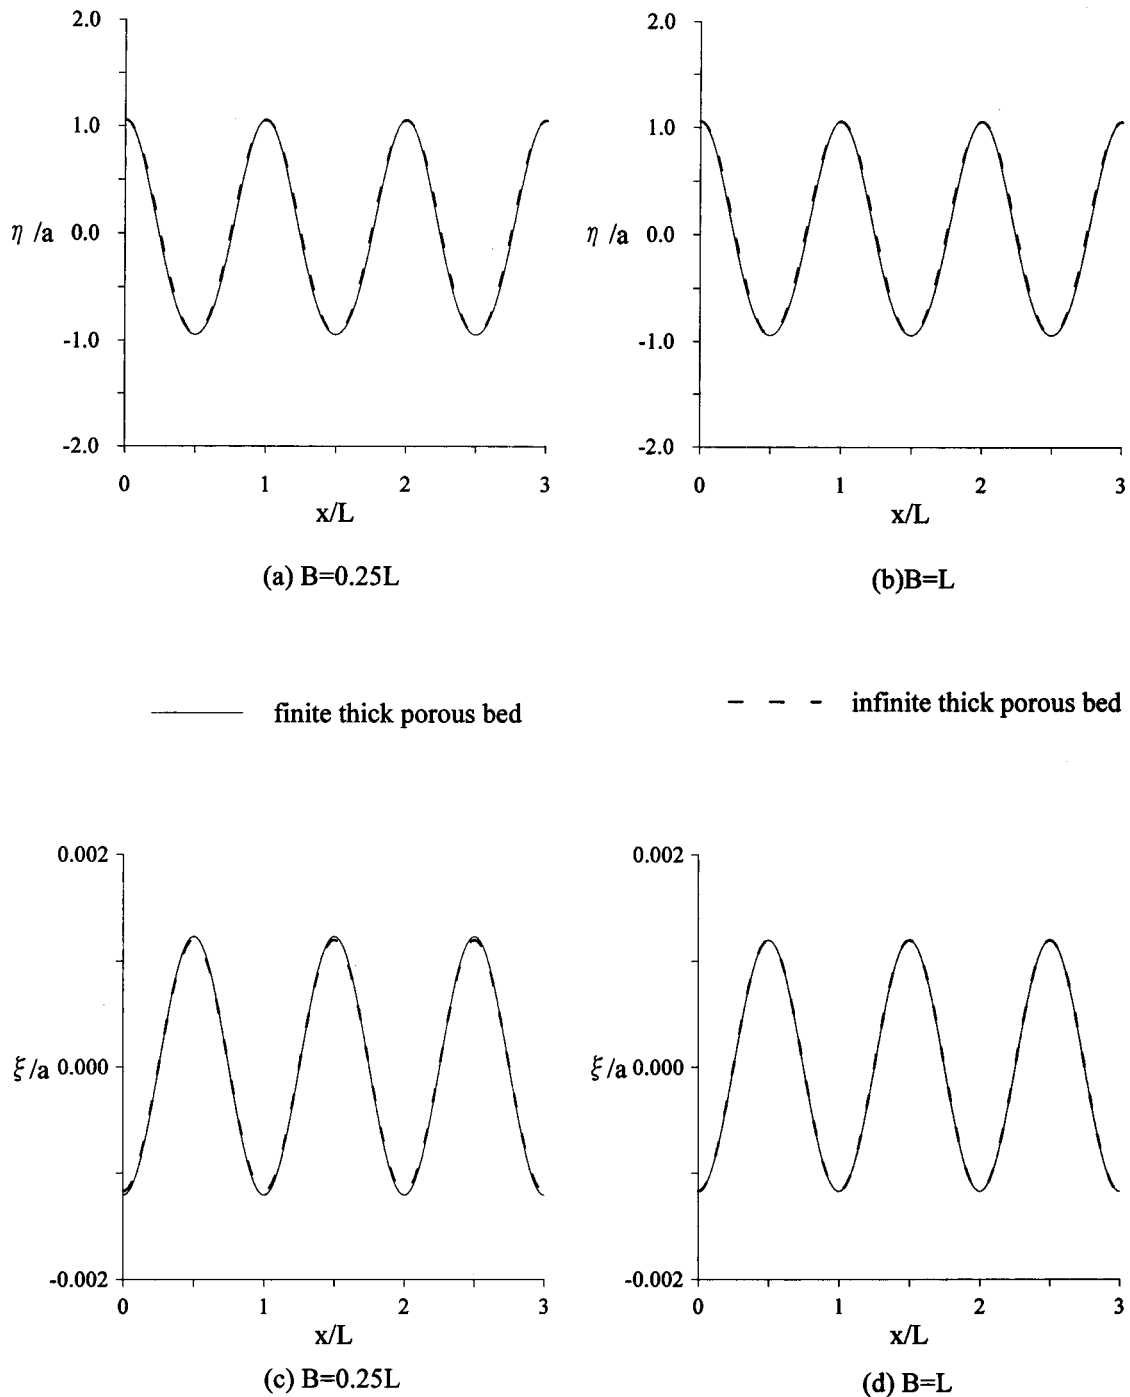 2.0
1.0
η /a 0.0
-1.0
-2.0
0 1 2 3
x/L
(a) B=0.25L
2.0
1.0
η /a 0.0
-1.0
-2.0
0 1 2 3
x/L
(b)B=L
finite thick porous bed
infinite thick porous bed
0.002
ξ/a 0.000
-0.002
0 1 2 3
x/L
(c) B=0.25L
0.002
ξ/a 0.000
-0.002
0 1 2 3
x/L
(d) B=L